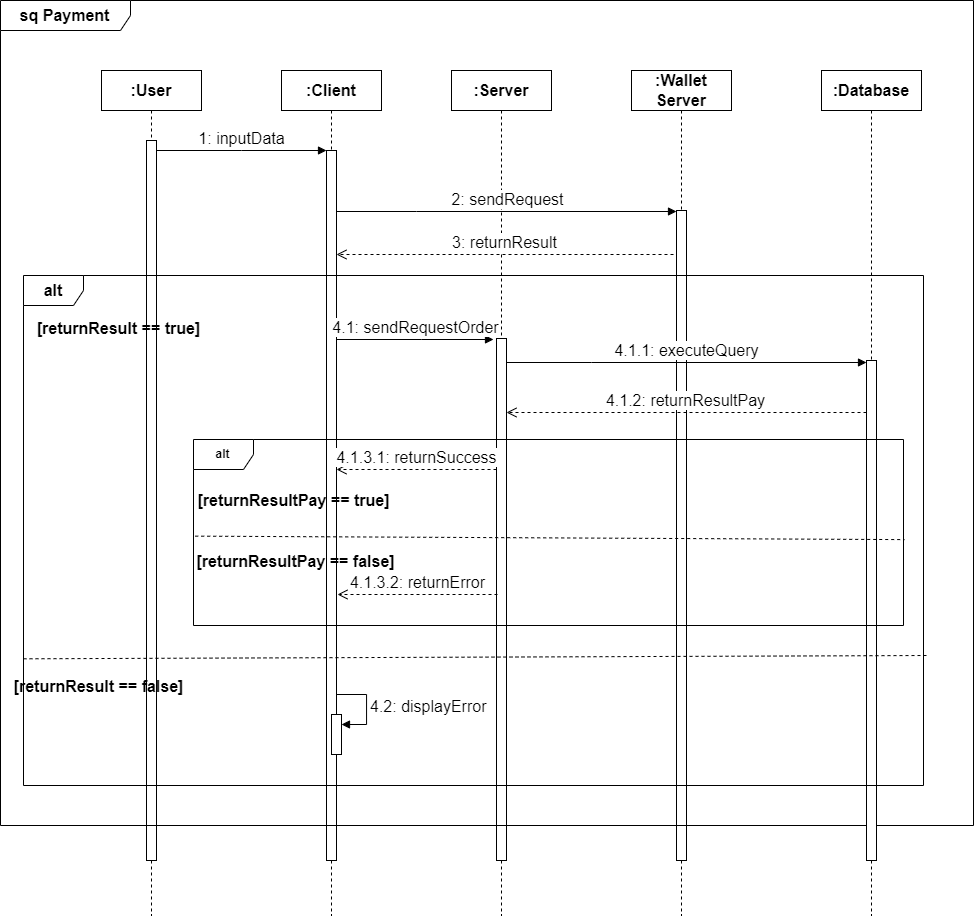 sq Payment
:User
:Client
:Server
:Wallet
Server
:Database
1: inputData
2: sendRequest
3: returnResult
alt
[returnResult == true]
4.1: sendRequestOrder
4.1.1: executeQuery
4.1.2: returnResultPay
alt
4.1.3.1: returnSuccess
[returnResultPay == true]
[returnResultPay == false]
4.1.3.2: returnError
[returnResult == false]
4.2: displayError